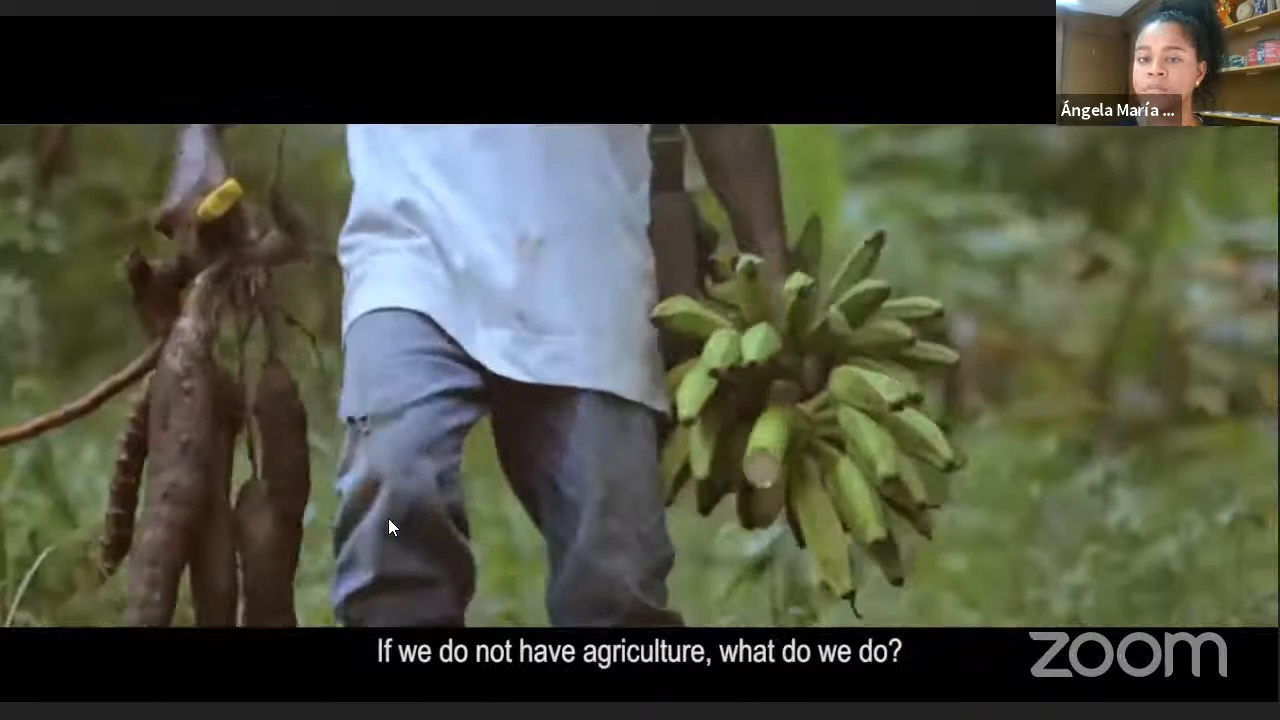 Ángela María ...
If we do not have agriculture, what do we do?
zoom